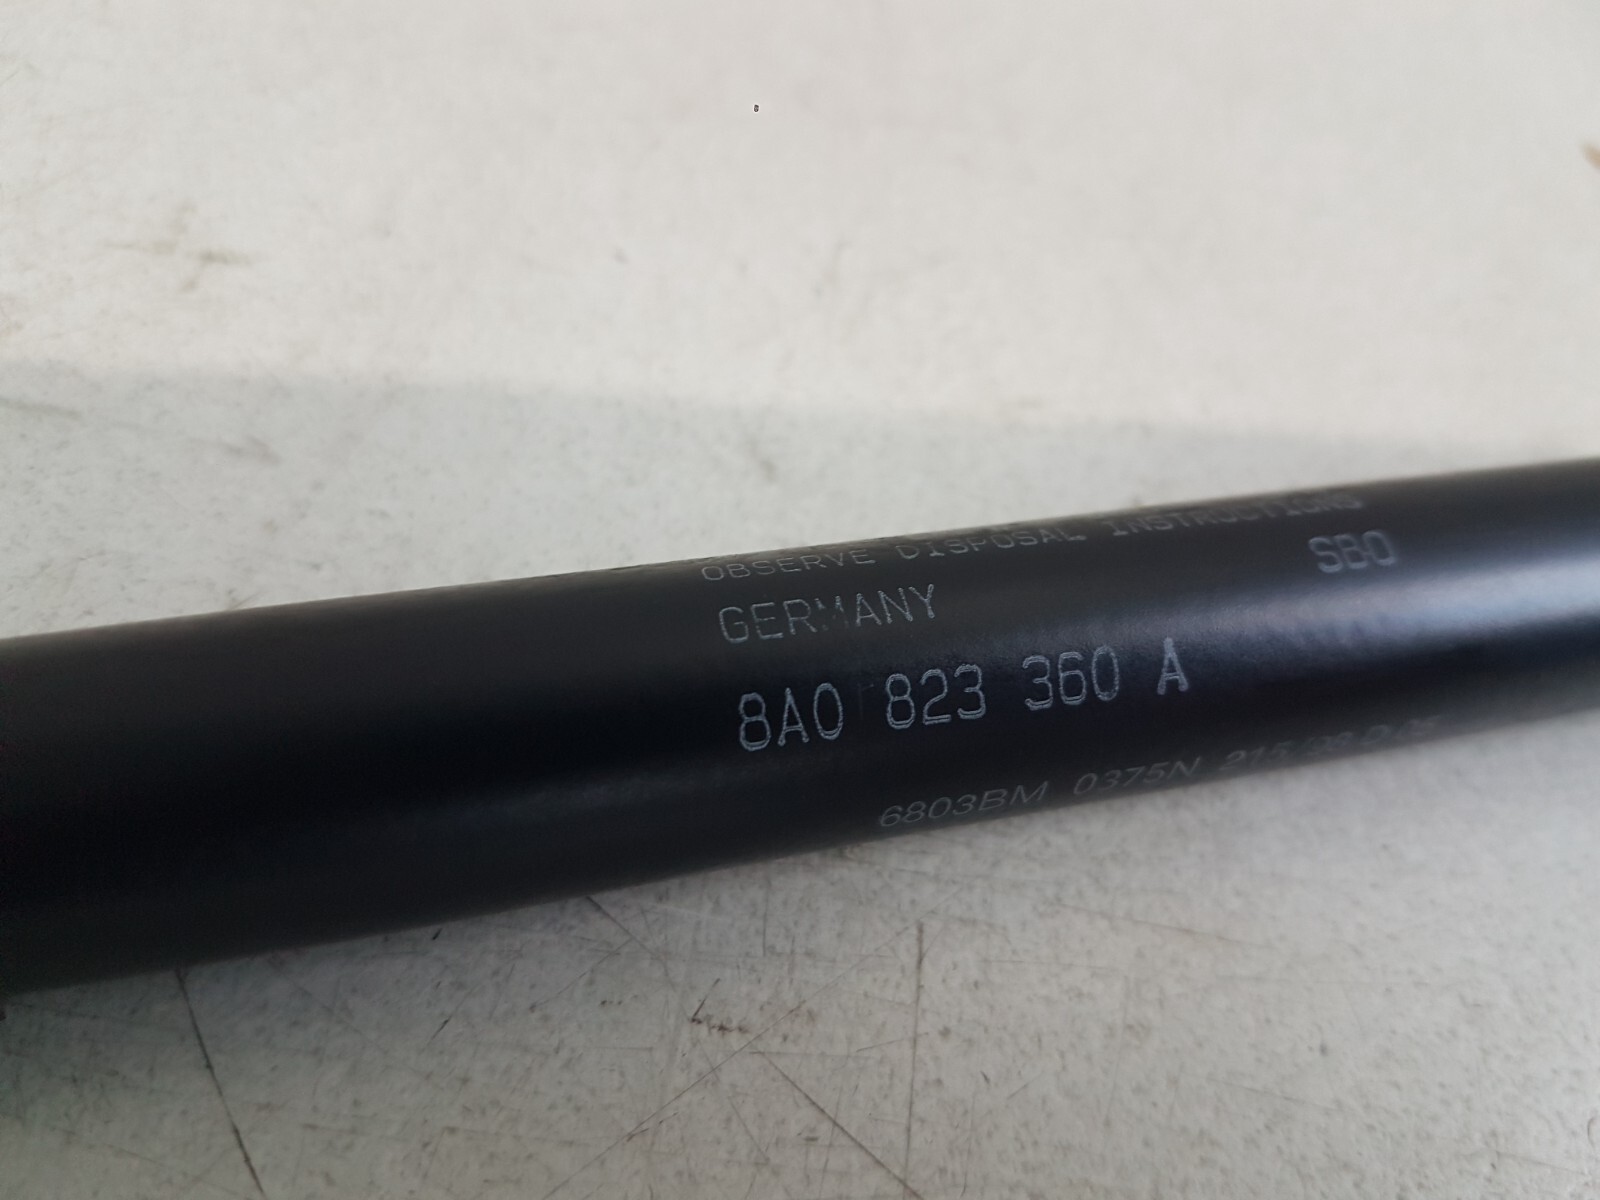 OBSERVE DISPOSAL INSTRUCTIONS
GERMANY SBO
8A0 823 360 A
6803BM 0375N